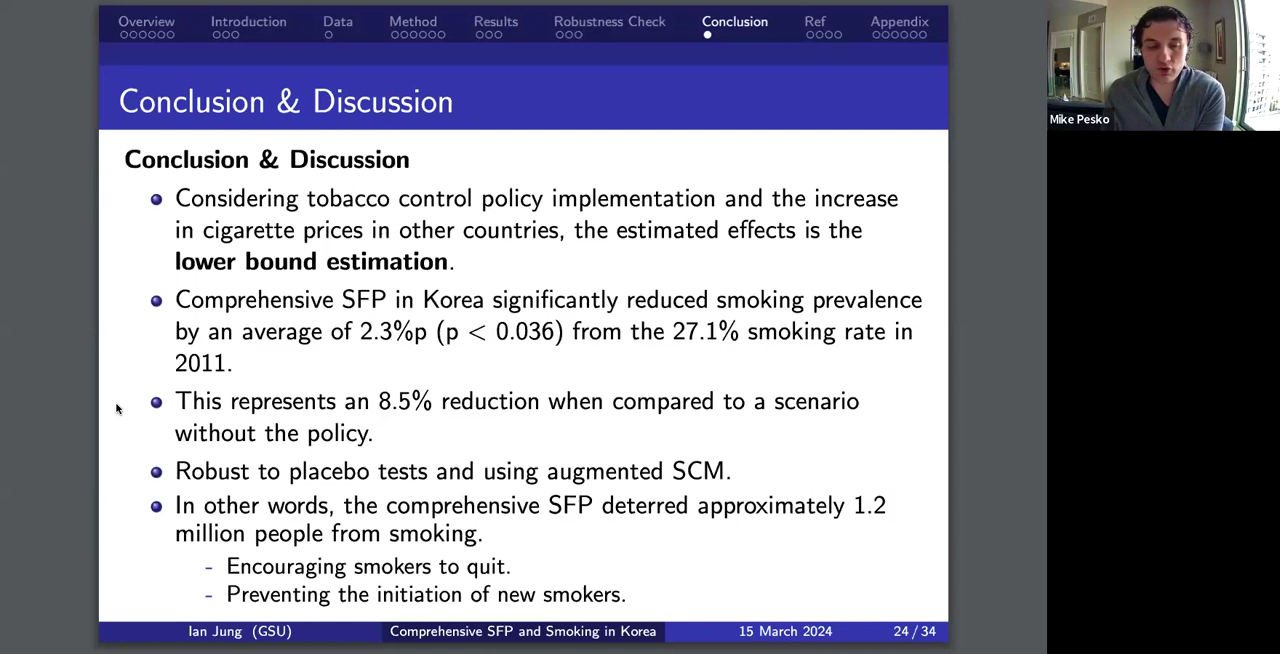 Overview Introduction Data Method Results Robustness Check Conclusion Ref Appendix
Conclusion & Discussion
Conclusion & Discussion
Considering tobacco control policy implementation and the increase
in cigarette prices in other countries, the estimated effects is the
lower bound estimation.
Comprehensive SFP in Korea significantly reduced smoking prevalence
by an average of 2.3%p (p < 0.036) from the 27.1% smoking rate in
2011.
This represents an 8.5% reduction when compared to a scenario
without the policy.
Robust to placebo tests and using augmented SCM.
In other words, the comprehensive SFP deterred approximately 1.2
million people from smoking.
- Encouraging smokers to quit.
- Preventing the initiation of new smokers.
Ian Jung (GSU) Comprehensive SFP and Smoking in Korea 15 March 2024 24 / 34
Mike Pesko